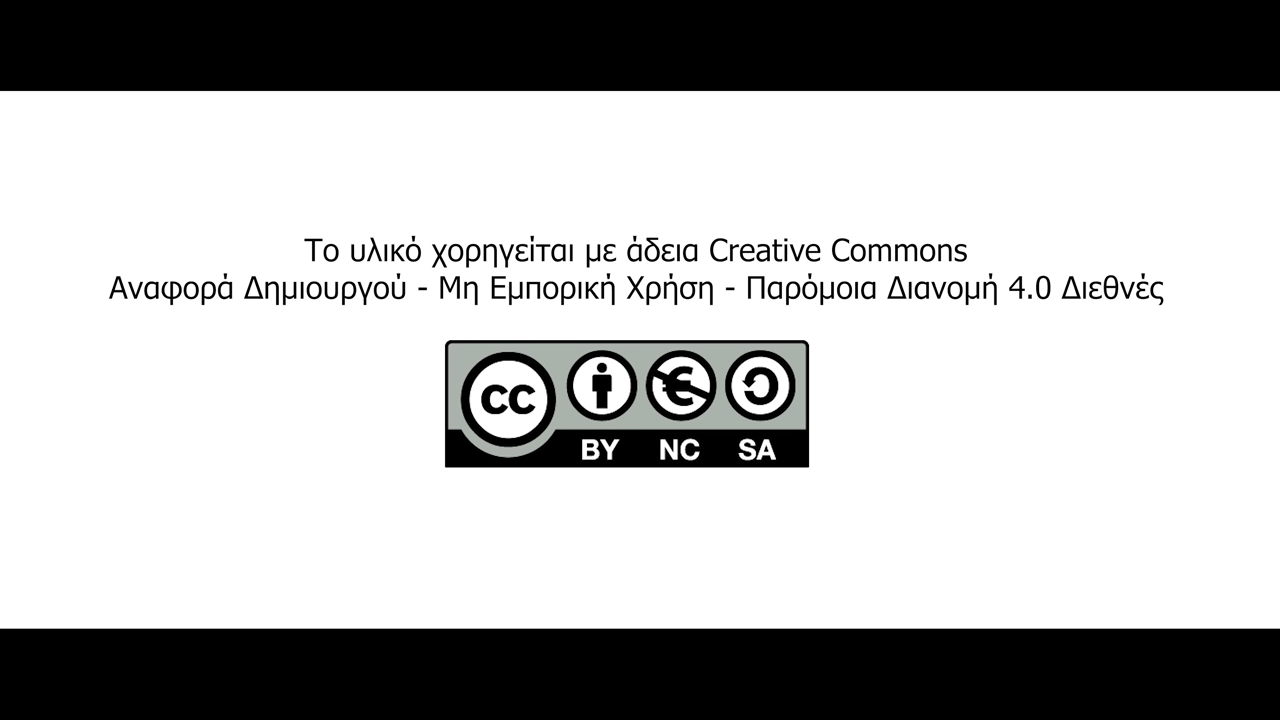 Το υλικό χορηγείται με άδεια Creative Commons
Αναφορά Δημιουργού - Μη Εμπορική Χρήση - Παρόμοια Διανομή 4.0 Διεθνές
CC
BY NC SA